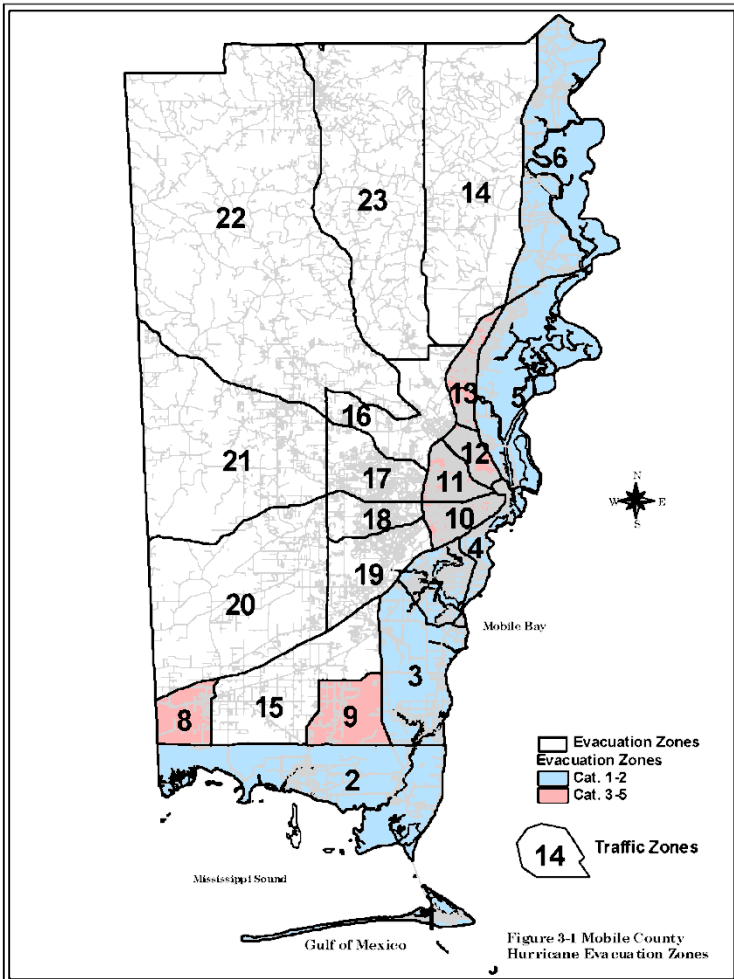 6
22
23
14
5
13
16
12
21
17
11
18
10
4
19
7
20
Mobile Bay
3
8
15
9
2
N
W E
S
Evacuation Zones
Evacuation Zones
Cat. 1-2
Cat. 3-5
14 Traffic Zones
Mississippi Sound
Gulf of Mexico
Figure 3-1 Mobile County
Hurricane Evacuation Zones